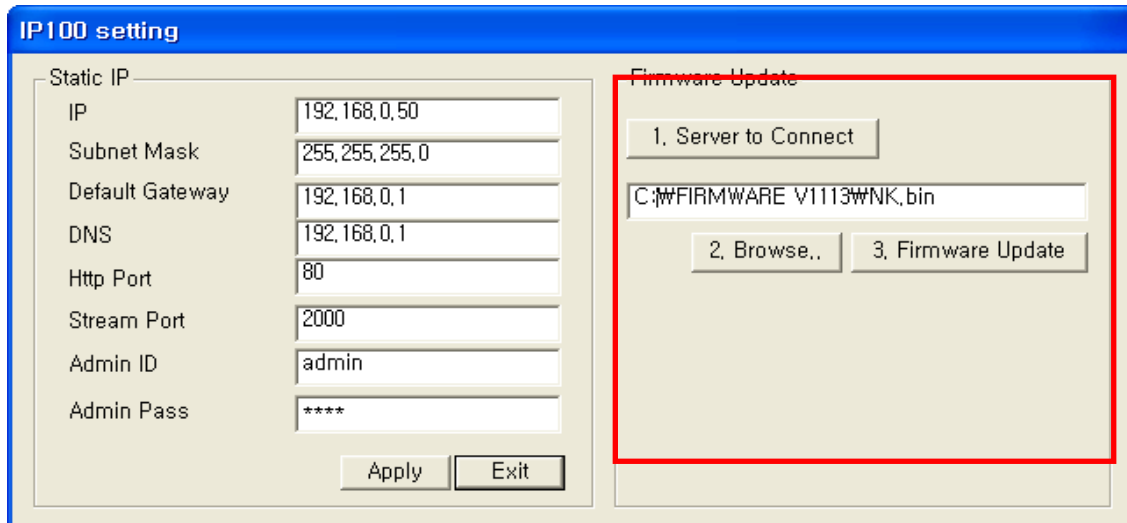 IP100 setting
Static IP
IP 192,168,0,50
Subnet Mask 255,255,255,0
Default Gateway 192,168,0,1
DNS 192,168,0,1
Http Port 80
Stream Port 2000
Admin ID admin
Admin Pass ****
Apply Exit
Firmware Update
1, Server to Connect
C:₩FIRMWARE V1113₩NK,bin
2, Browse,, 3, Firmware Update